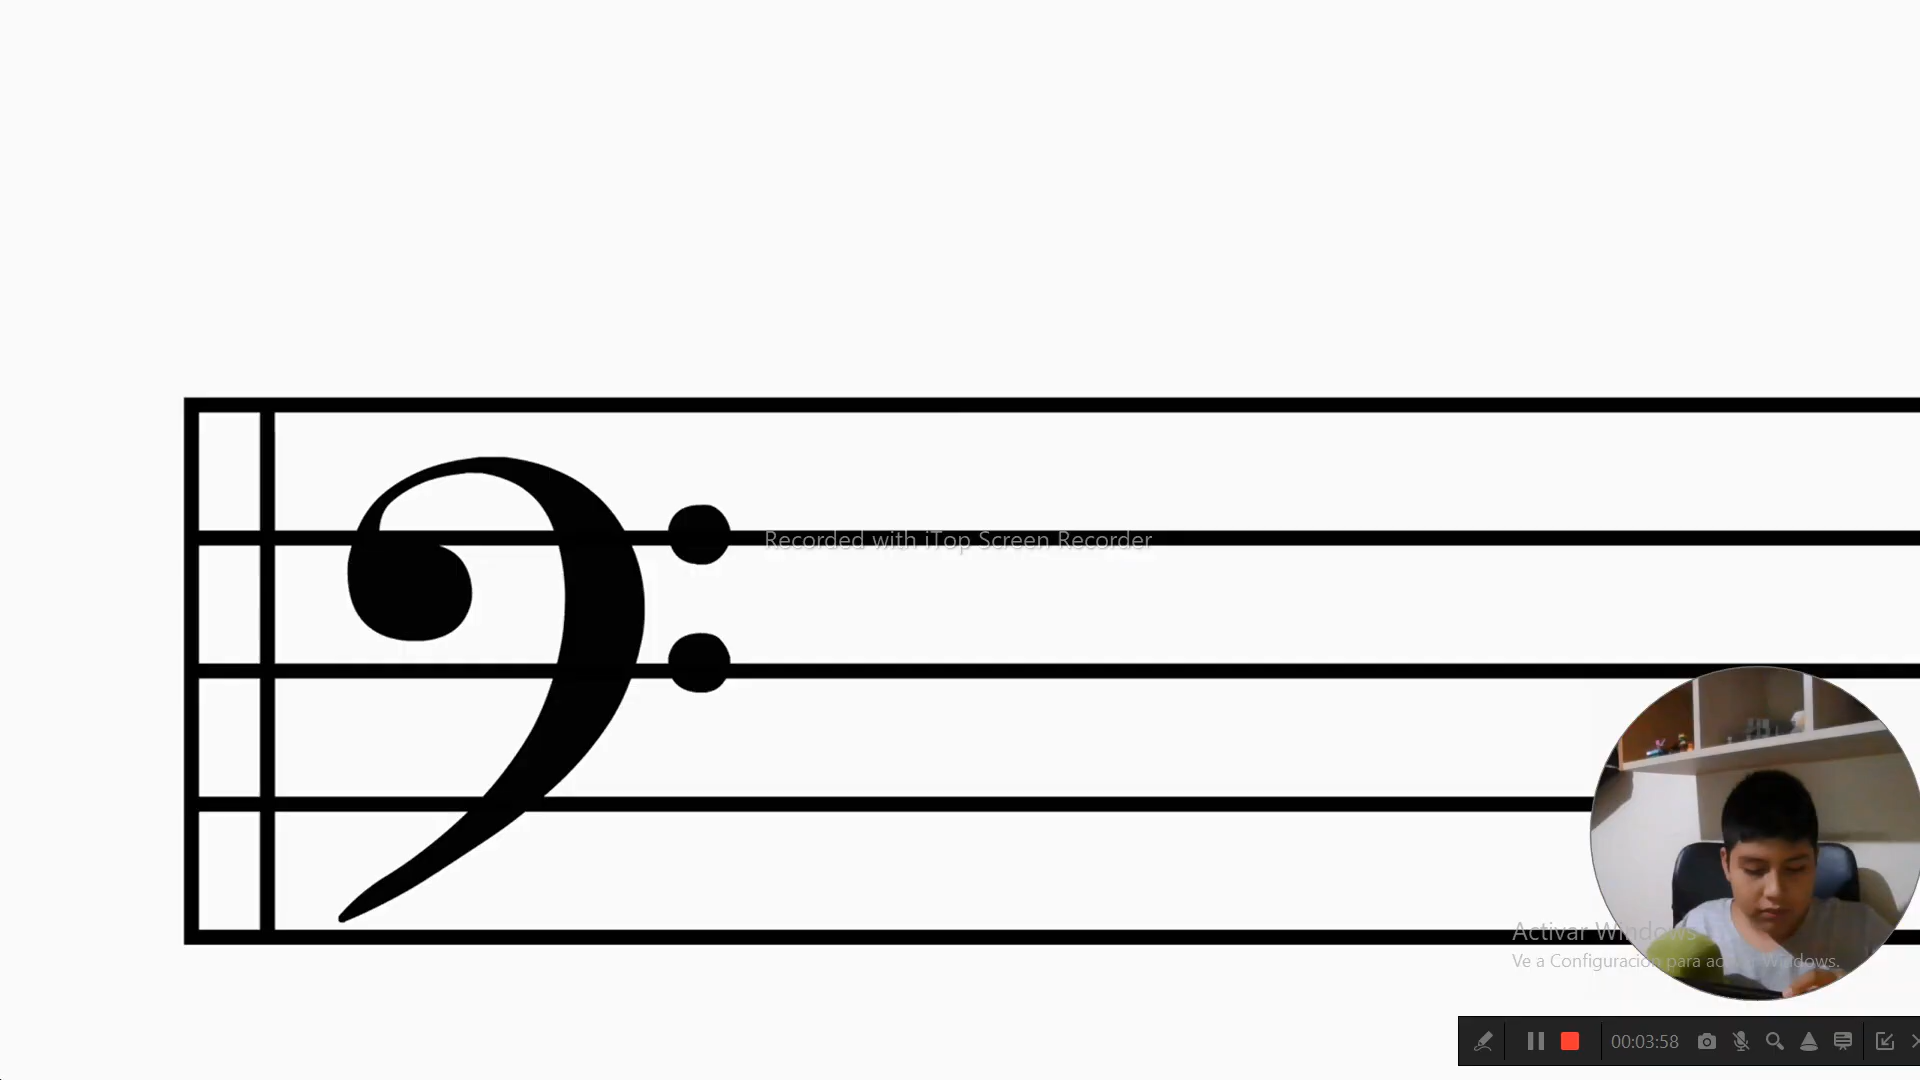 Recorded with iTop Screen Recorder
Activar Windows
Ve a Configuración para activar Windows.
00:03:58